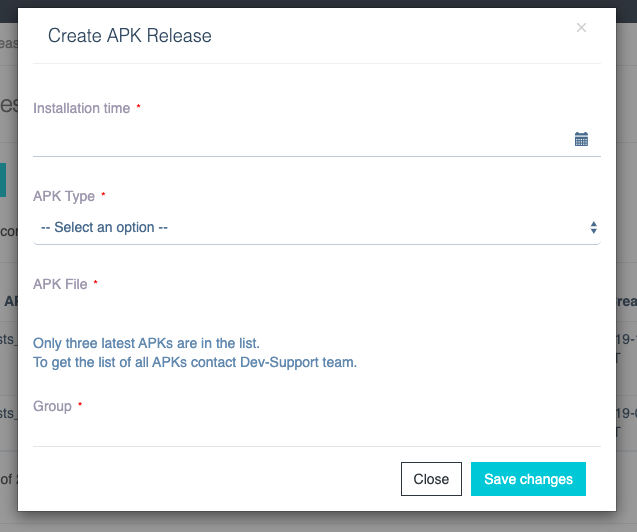 Create APK Release
×
Installation time *
APK Type *
-- Select an option --
APK File *
Only three latest APKs are in the list.
To get the list of all APKs contact Dev-Support team.
Group *
Close
Save changes